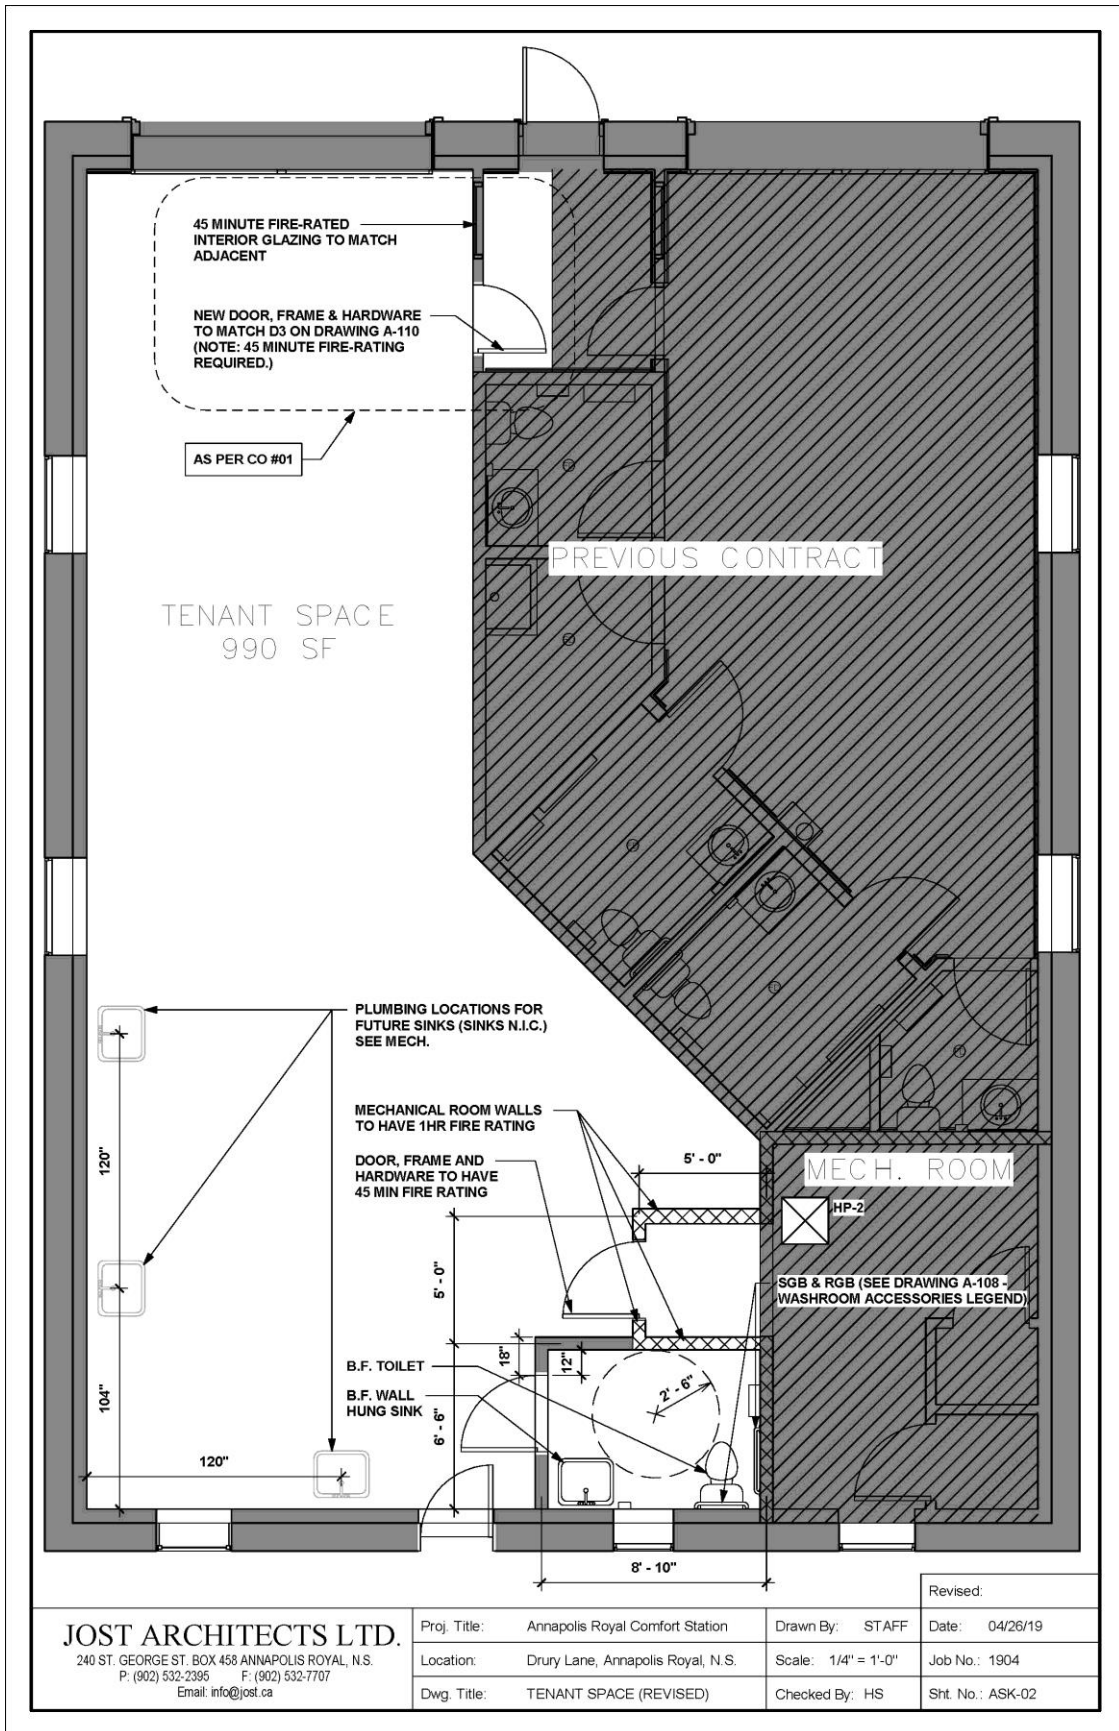 45 MINUTE FIRE-RATED
INTERIOR GLAZING TO MATCH
ADJACENT
NEW DOOR, FRAME & HARDWARE
TO MATCH D3 ON DRAWING A-110
(NOTE: 45 MINUTE FIRE-RATING
REQUIRED.)
AS PER CO #01
PREVIOUS CONTRACT
TENANT SPACE
990 SF
PLUMBING LOCATIONS FOR
FUTURE SINKS (SINKS N.I.C.)
SEE MECH.
MECHANICAL ROOM WALLS
TO HAVE 1HR FIRE RATING
DOOR, FRAME AND
HARDWARE TO HAVE
45 MIN FIRE RATING
5' - 0"
MECH. ROOM
HP-2
120"
5' - 0"
SGB & RGB (SEE DRAWING A-108 -
WASHROOM ACCESSORIES LEGEND)
18"
12"
B.F. TOILET
B.F. WALL
HUNG SINK
2' - 6"
104"
6' - 6"
120"
8' - 10"
JOST ARCHITECTS LTD.
240 ST. GEORGE ST. BOX 458 ANNAPOLIS ROYAL, N.S.
P: (902) 532-2395 F: (902) 532-7707
Email: info@jost.ca
Proj. Title: Annapolis Royal Comfort Station
Location: Drury Lane, Annapolis Royal, N.S.
Dwg. Title: TENANT SPACE (REVISED)
Drawn By: STAFF
Scale: 1/4" = 1'-0"
Checked By: HS
Revised:
Date: 04/26/19
Job No.: 1904
Sht. No.: ASK-02